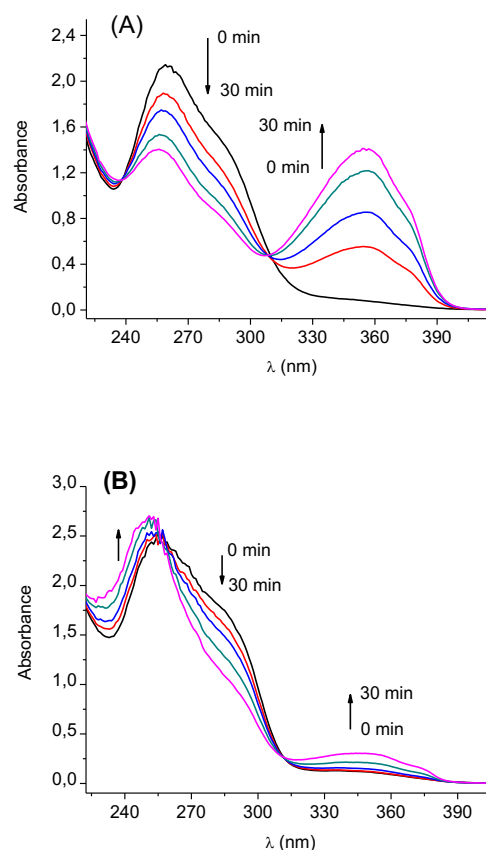 (A)
2,4
2,0
1,6
1,2
0,8
0,4
0,0
Absorbance
0 min
30 min
30 min
0 min
240 270 300 330 360 390
λ (nm)
(B)
3,0
2,5
2,0
1,5
1,0
0,5
0,0
Absorbance
0 min
30 min
30 min
0 min
240 270 300 330 360 390
λ (nm)